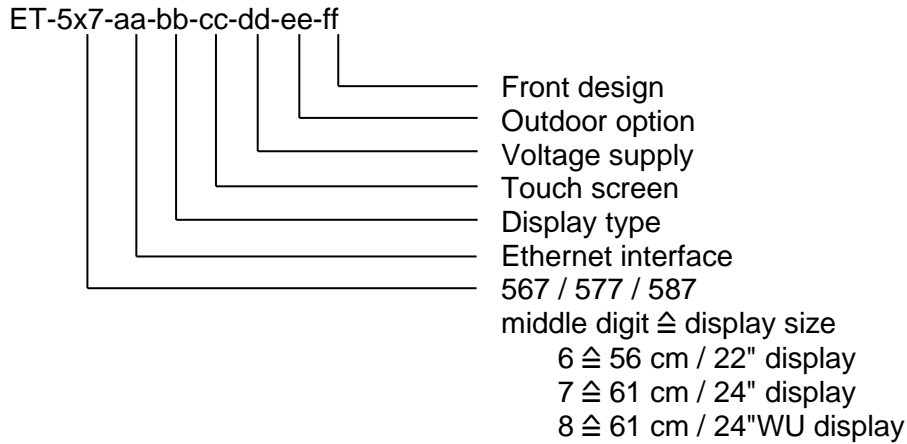 ET-5x7-aa-bb-cc-dd-ee-ff
Front design
Outdoor option
Voltage supply
Touch screen
Display type
Ethernet interface
567 / 577 / 587
middle digit ≙ display size
6 ≙ 56 cm / 22" display
7 ≙ 61 cm / 24" display
8 ≙ 61 cm / 24"WU display